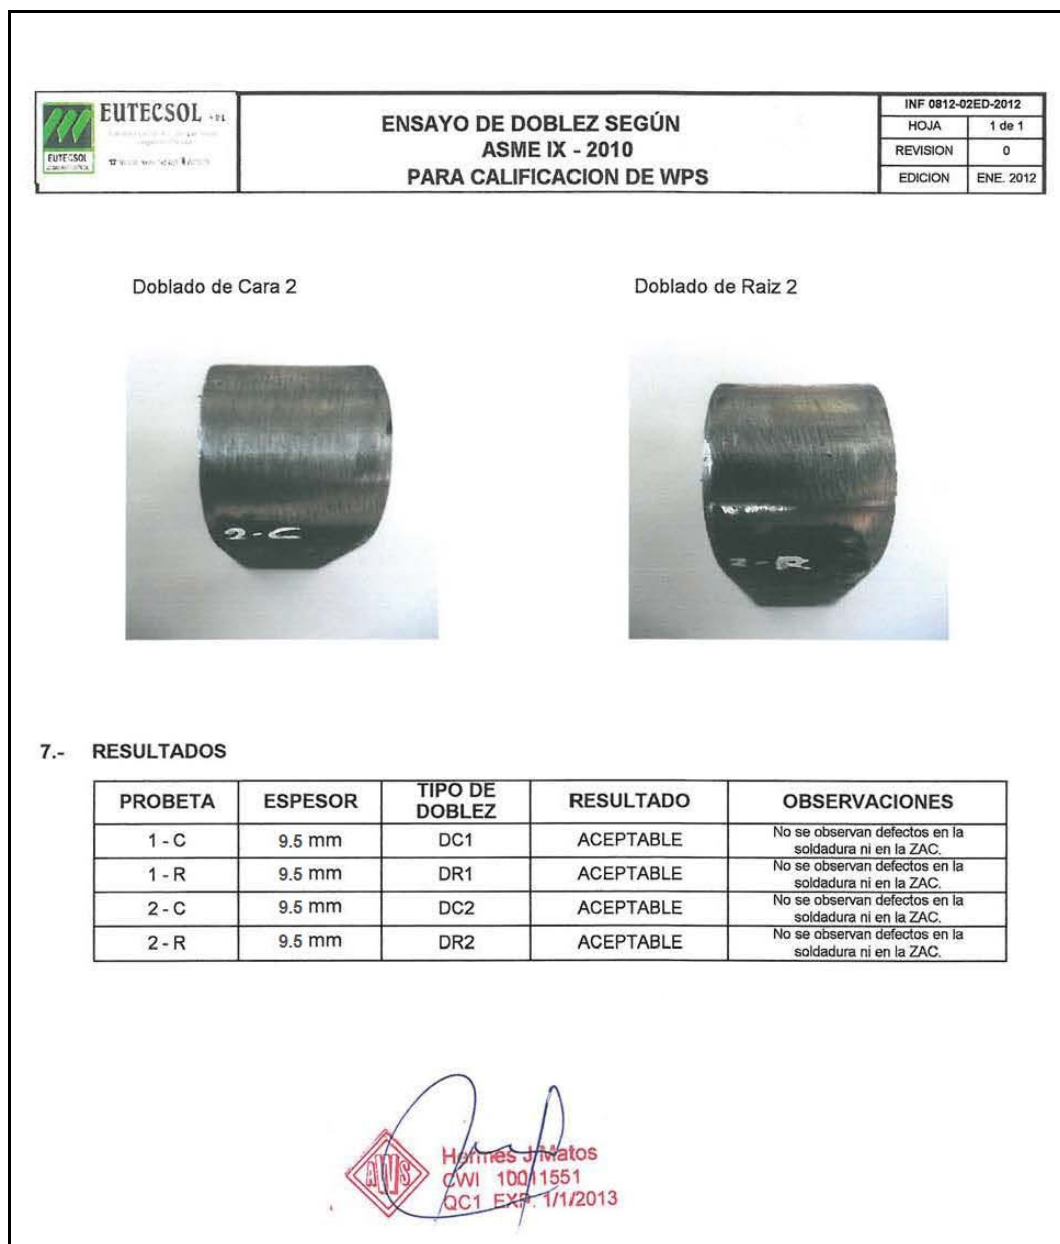 EUTECSOL
EUTECSOL
ENSAYO DE DOBLEZ SEGÚN
ASME IX - 2010
PARA CALIFICACION DE WPS
INF 0812-02ED-2012
HOJA 1 de 1
REVISION 0
EDICION ENE. 2012
Doblado de Cara 2
Doblado de Raiz 2
2-C
2-R
7.- RESULTADOS
PROBETA ESPESOR TIPO DE DOBLEZ RESULTADO OBSERVACIONES
1 - C 9.5 mm DC1 ACEPTABLE No se observan defectos en la
soldadura ni en la ZAC.
1 - R 9.5 mm DR1 ACEPTABLE No se observan defectos en la
soldadura ni en la ZAC.
2 - C 9.5 mm DC2 ACEPTABLE No se observan defectos en la
soldadura ni en la ZAC.
2 - R 9.5 mm DR2 ACEPTABLE No se observan defectos en la
soldadura ni en la ZAC.
AWS
Hermes J Matos
CWI 10011551
QC1 EXP. 1/1/2013